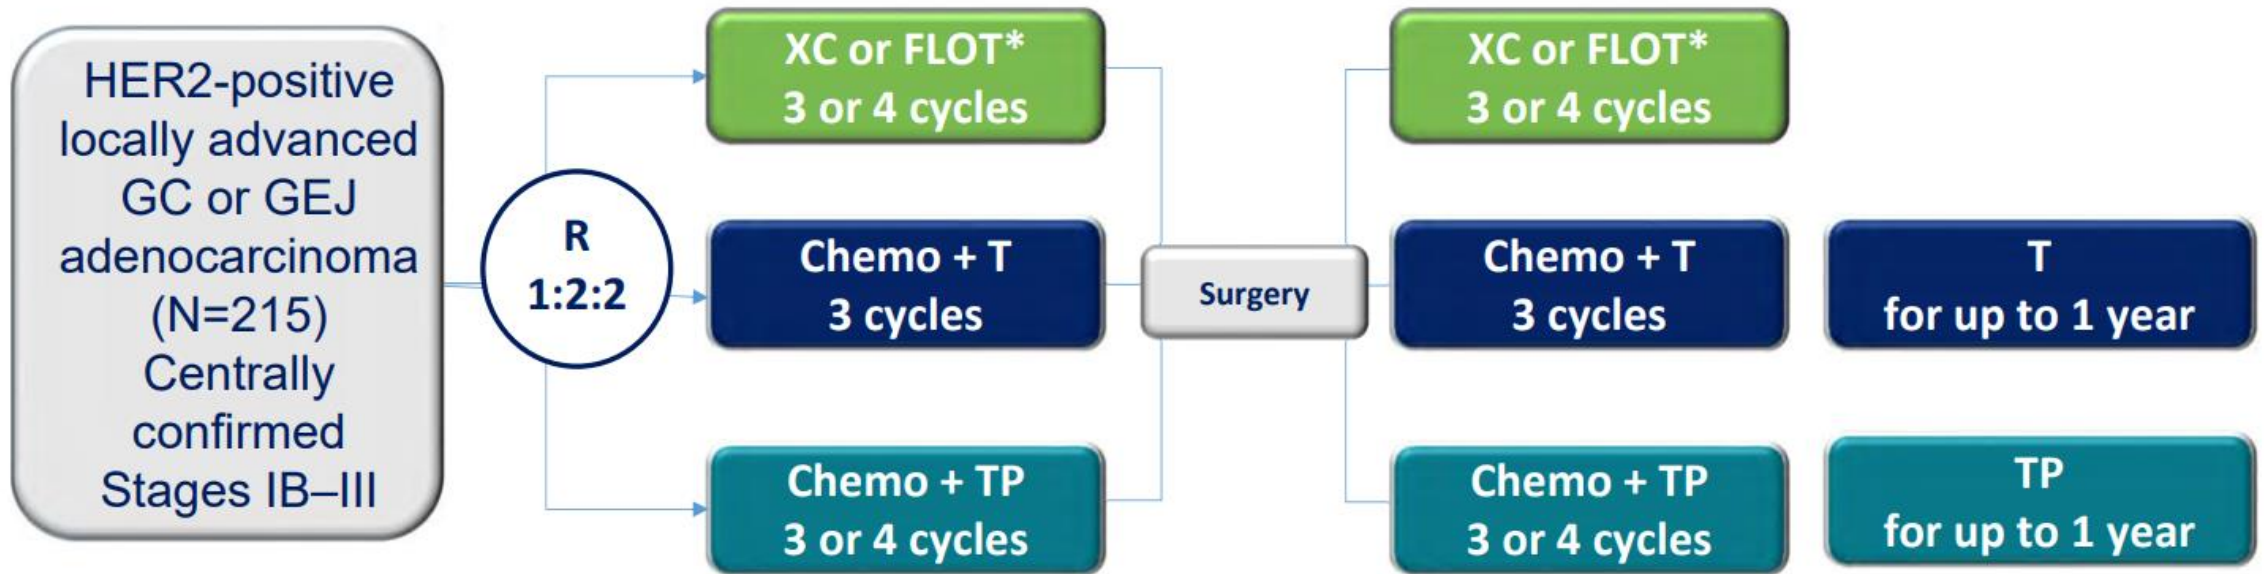 HER2-positive
locally advanced
GC or GEJ
adenocarcinoma
(N=215)
Centrally
confirmed
Stages IB–III
R
1:2:2
XC or FLOT*
3 or 4 cycles
Chemo + T
3 cycles
Chemo + TP
3 or 4 cycles
Surgery
XC or FLOT*
3 or 4 cycles
Chemo + T
3 cycles
Chemo + TP
3 or 4 cycles
T
for up to 1 year
TP
for up to 1 year